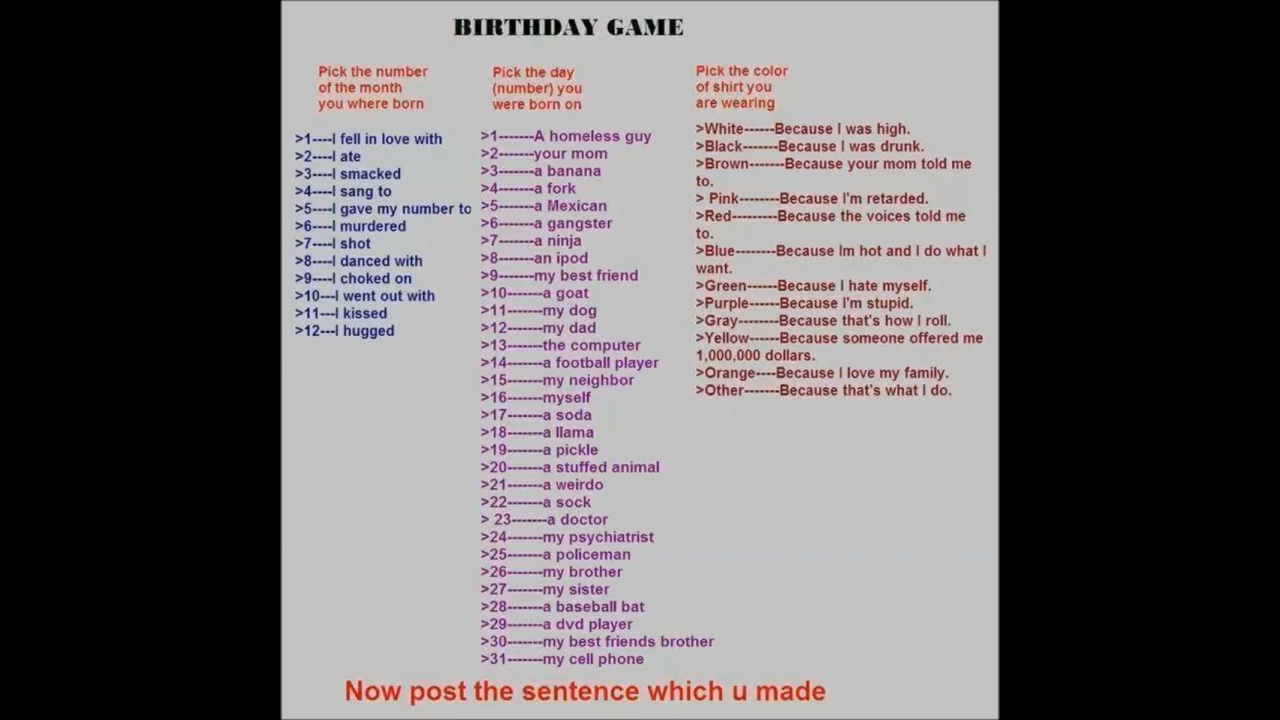 BIRTHDAY GAME
Pick the number
of the month
you where born
>1----I fell in love with
>2----I ate
>3----I smacked
>4----I sang to
>5----I gave my number to
>6----I murdered
>7----I shot
>8----I danced with
>9----I choked on
>10---I went out with
>11---I kissed
>12---I hugged
Pick the day
(number) you
were born on
>1-------A homeless guy
>2-------your mom
>3-------a banana
>4-------a fork
>5-------a Mexican
>6-------a gangster
>7-------a ninja
>8-------an ipod
>9-------my best friend
>10-------a goat
>11-------my dog
>12-------my dad
>13-------the computer
>14-------a football player
>15-------my neighbor
>16-------myself
>17-------a soda
>18-------a llama
>19-------a pickle
>20-------a stuffed animal
>21-------a weirdo
>22-------a sock
> 23-------a doctor
>24-------my psychiatrist
>25-------a policeman
>26-------my brother
>27-------my sister
>28-------a baseball bat
>29-------a dvd player
>30-------my best friends brother
>31-------my cell phone
Pick the color
of shirt you
are wearing
>White------Because I was high.
>Black-------Because I was drunk.
>Brown-------Because your mom told me
to.
> Pink--------Because I'm retarded.
>Red---------Because the voices told me
to.
>Blue--------Because Im hot and I do what I
want.
>Green------Because I hate myself.
>Purple------Because I'm stupid.
>Gray--------Because that's how I roll.
>Yellow------Because someone offered me
1,000,000 dollars.
>Orange----Because I love my family.
>Other-------Because that's what I do.
Now post the sentence which u made